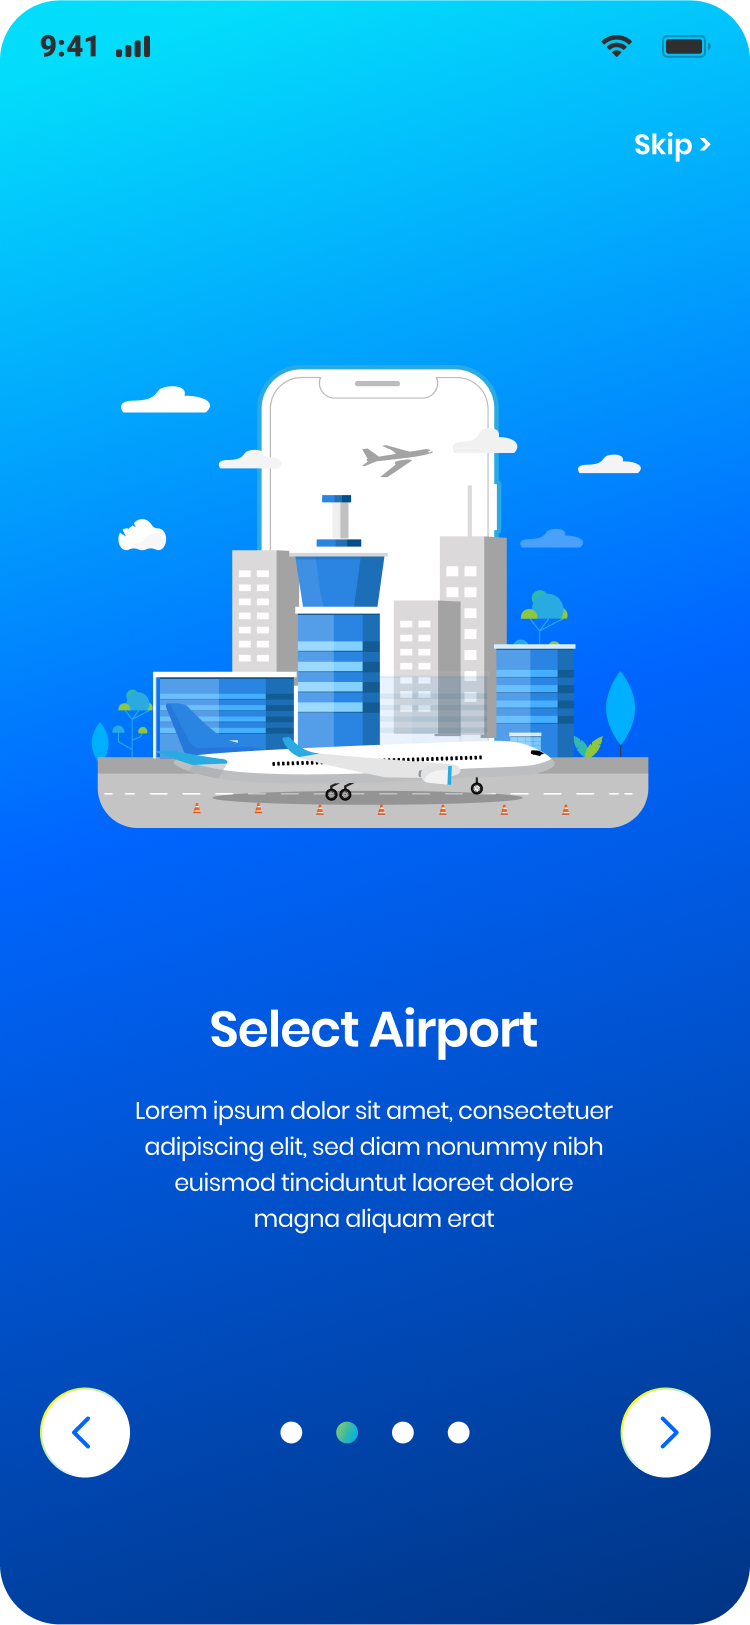 9:41
Skip >
Select Airport
Lorem ipsum dolor sit amet, consectetuer
adipiscing elit, sed diam nonummy nibh
euismod tinciduntut laoreet dolore
magna aliquam erat